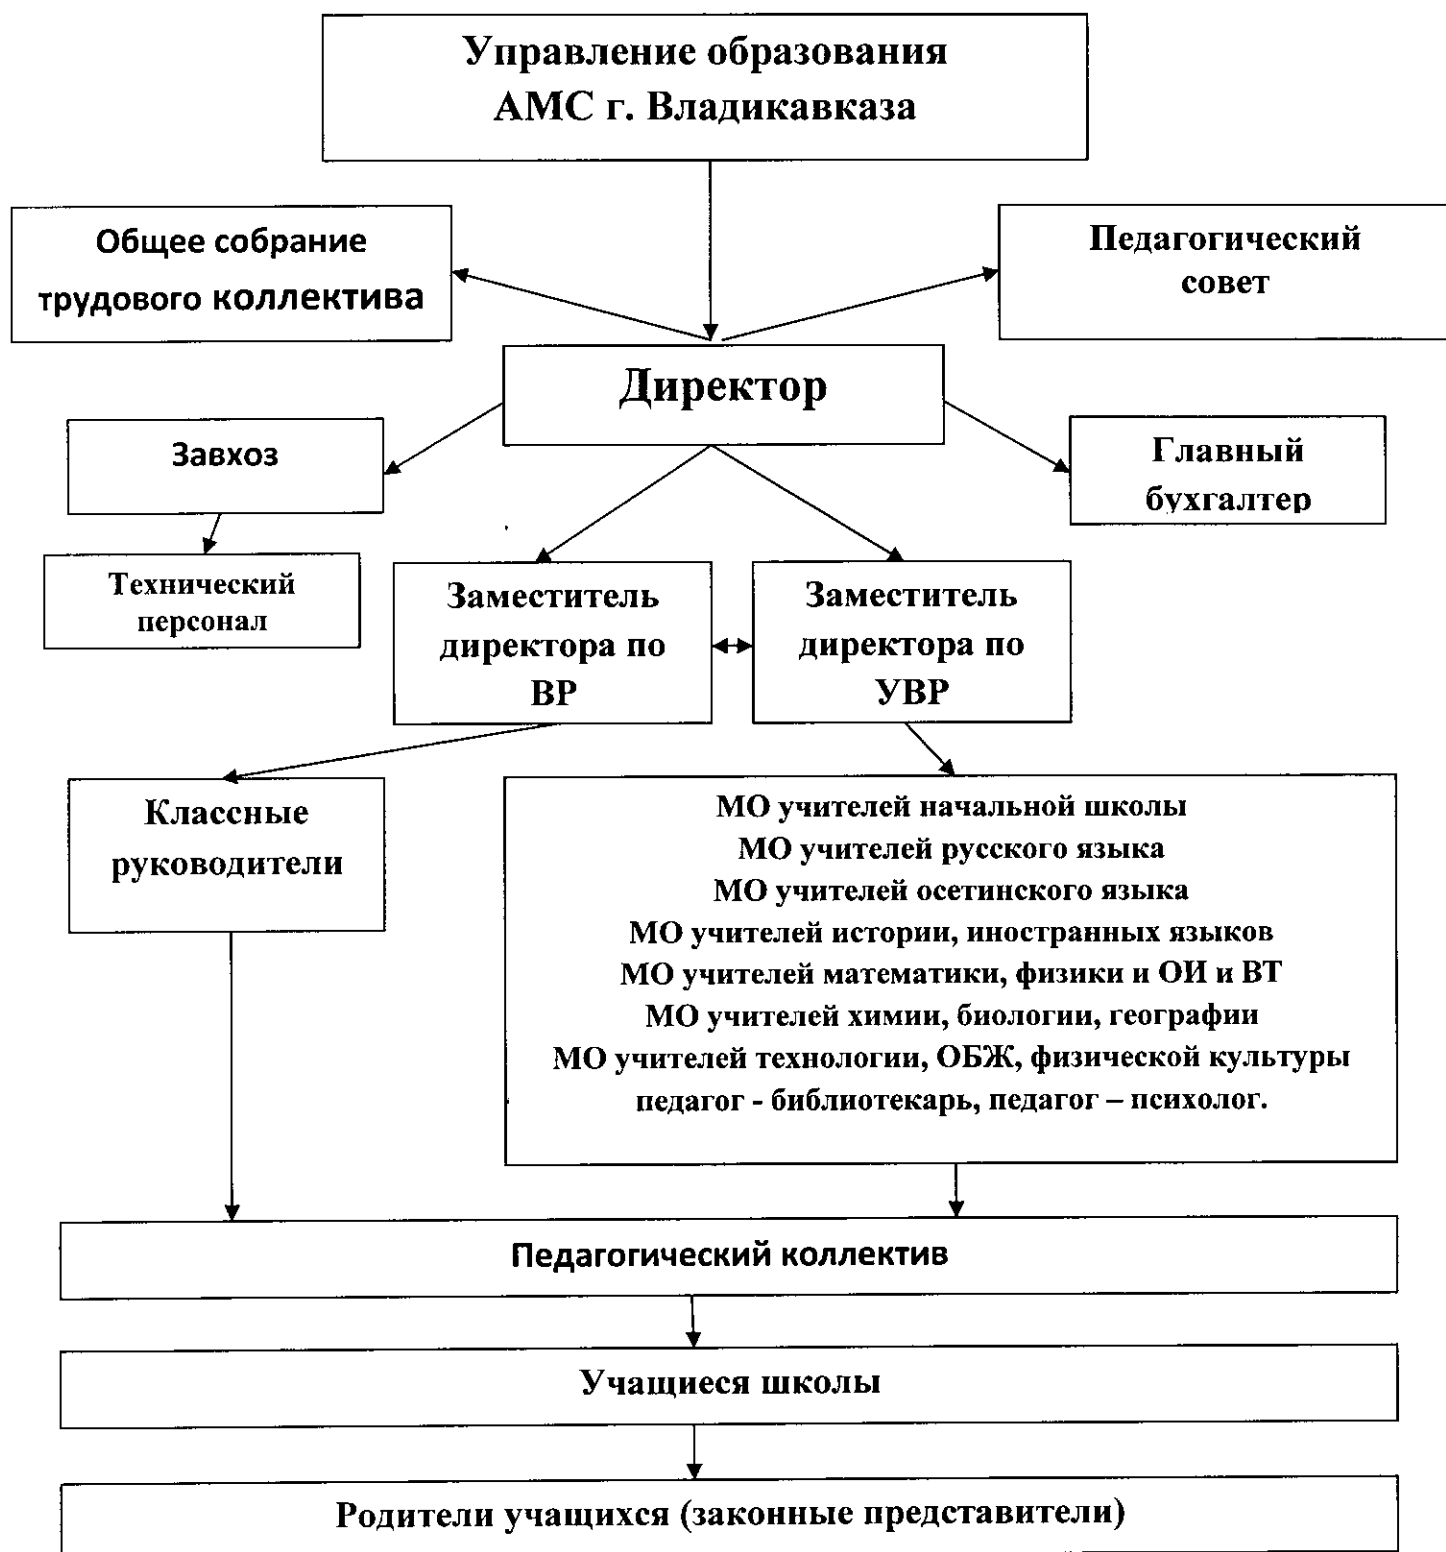 Управление образования
АМС г. Владикавказа
Общее собрание
трудового коллектива
Педагогический
совет
Директор
Завхоз
Главный
бухгалтер
Технический
персонал
Заместитель
директора по
ВР
Заместитель
директора по
УВР
Классные
руководители
МО учителей начальной школы
МО учителей русского языка
МО учителей осетинского языка
МО учителей истории, иностранных языков
МО учителей математики, физики и ОИ и ВТ
МО учителей химии, биологии, географии
МО учителей технологии, ОБЖ, физической культуры
педагог - библиотекарь, педагог – психолог.
Педагогический коллектив
Учащиеся школы
Родители учащихся (законные представители)